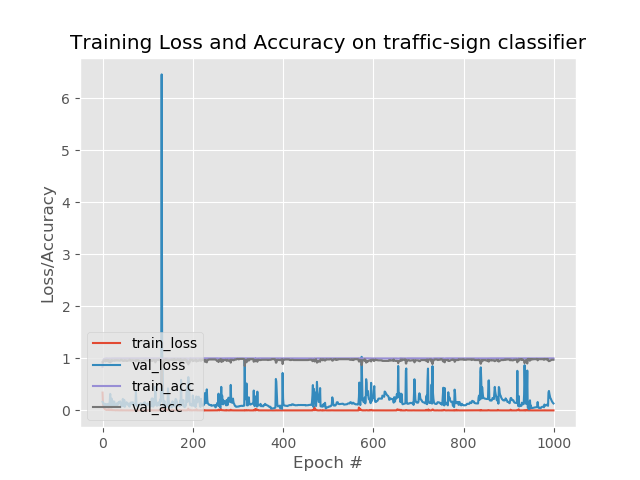 Training Loss and Accuracy on traffic-sign classifier
Loss/Accuracy
6
5
4
3
2
1
0
train_loss
val_loss
train_acc
val_acc
0 200 400 600 800 1000
Epoch #